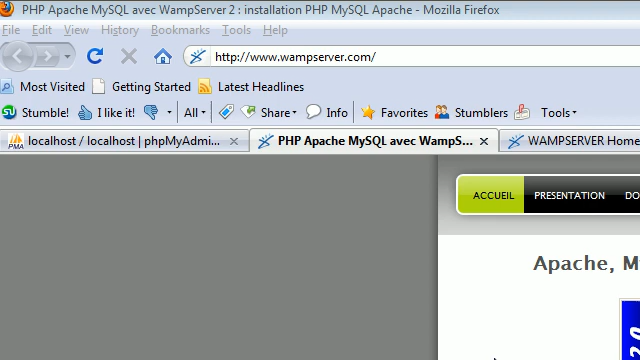 PHP Apache MySQL avec WampServer 2 : installation PHP MySQL Apache - Mozilla Firefox
File Edit View History Bookmarks Tools Help
http://www.wampserver.com/
Most Visited Getting Started Latest Headlines
Stumble! I like it! All Share Info Favorites Stumblers Tools
PMA localhost / localhost | phpMyAdmi... PHP Apache MySQL avec WampS... WAMPSERVER Home
ACCUEIL PRESENTATION DO
Apache, M